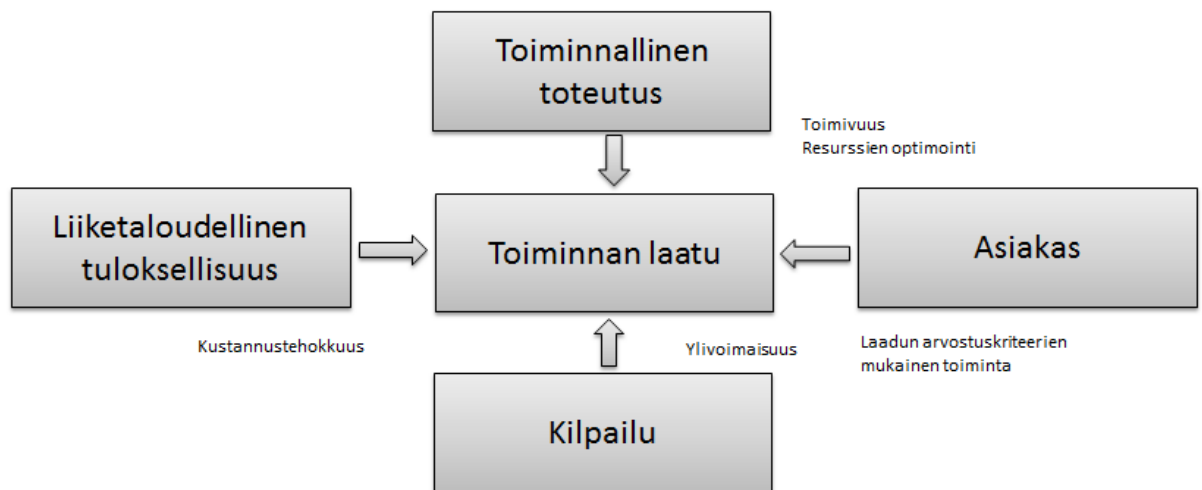 Toiminnallinen
toteutus
Toimivuus
Resurssien optimointi
Liiketaloudellinen
tuloksellisuus
Toiminnan laatu
Asiakas
Kustannustehokkuus
Ylivoimaisuus
Laadun arvostuskriteerien
mukainen toiminta
Kilpailu